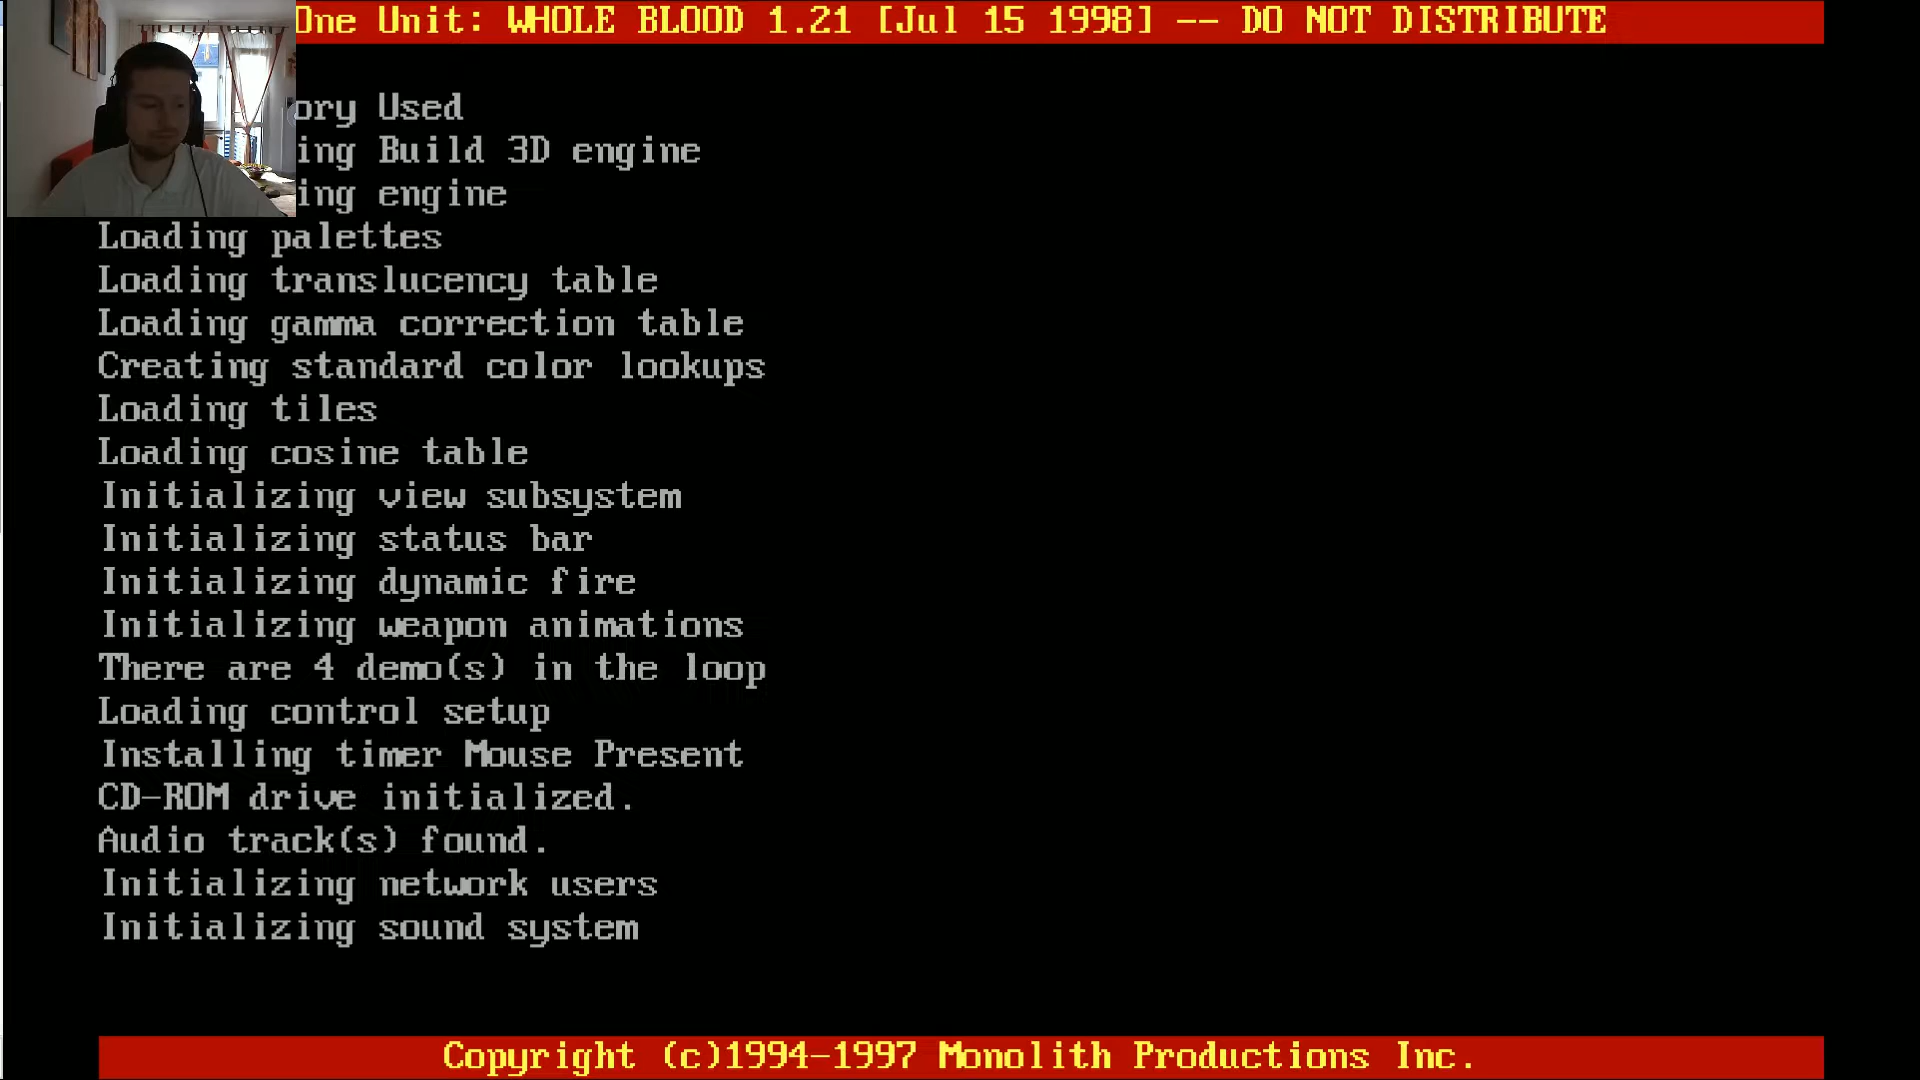 One Unit: WHOLE BLOOD 1.21 [Jul 15 1998] -- DO NOT DISTRIBUTE
Used
Build 3D engine
engine
Loading palettes
Loading translucency table
Loading gamma correction table
Creating standard color lookups
Loading tiles
Loading cosine table
Initializing view subsystem
Initializing status bar
Initializing dynamic fire
Initializing weapon animations
There are 4 demo(s) in the loop
Loading control setup
Installing timer Mouse Present
CD-ROM drive initialized.
Audio track(s) found.
Initializing network users
Initializing sound system
Copyright (c)1994-1997 Monolith Productions Inc.